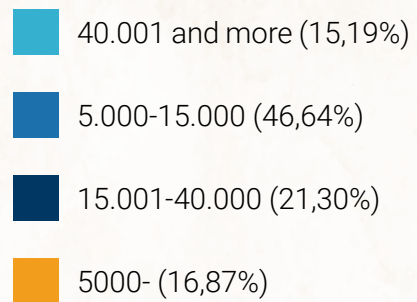 40.001 and more (15,19%)
5.000-15.000 (46,64%)
15.001-40.000 (21,30%)
5000- (16,87%)